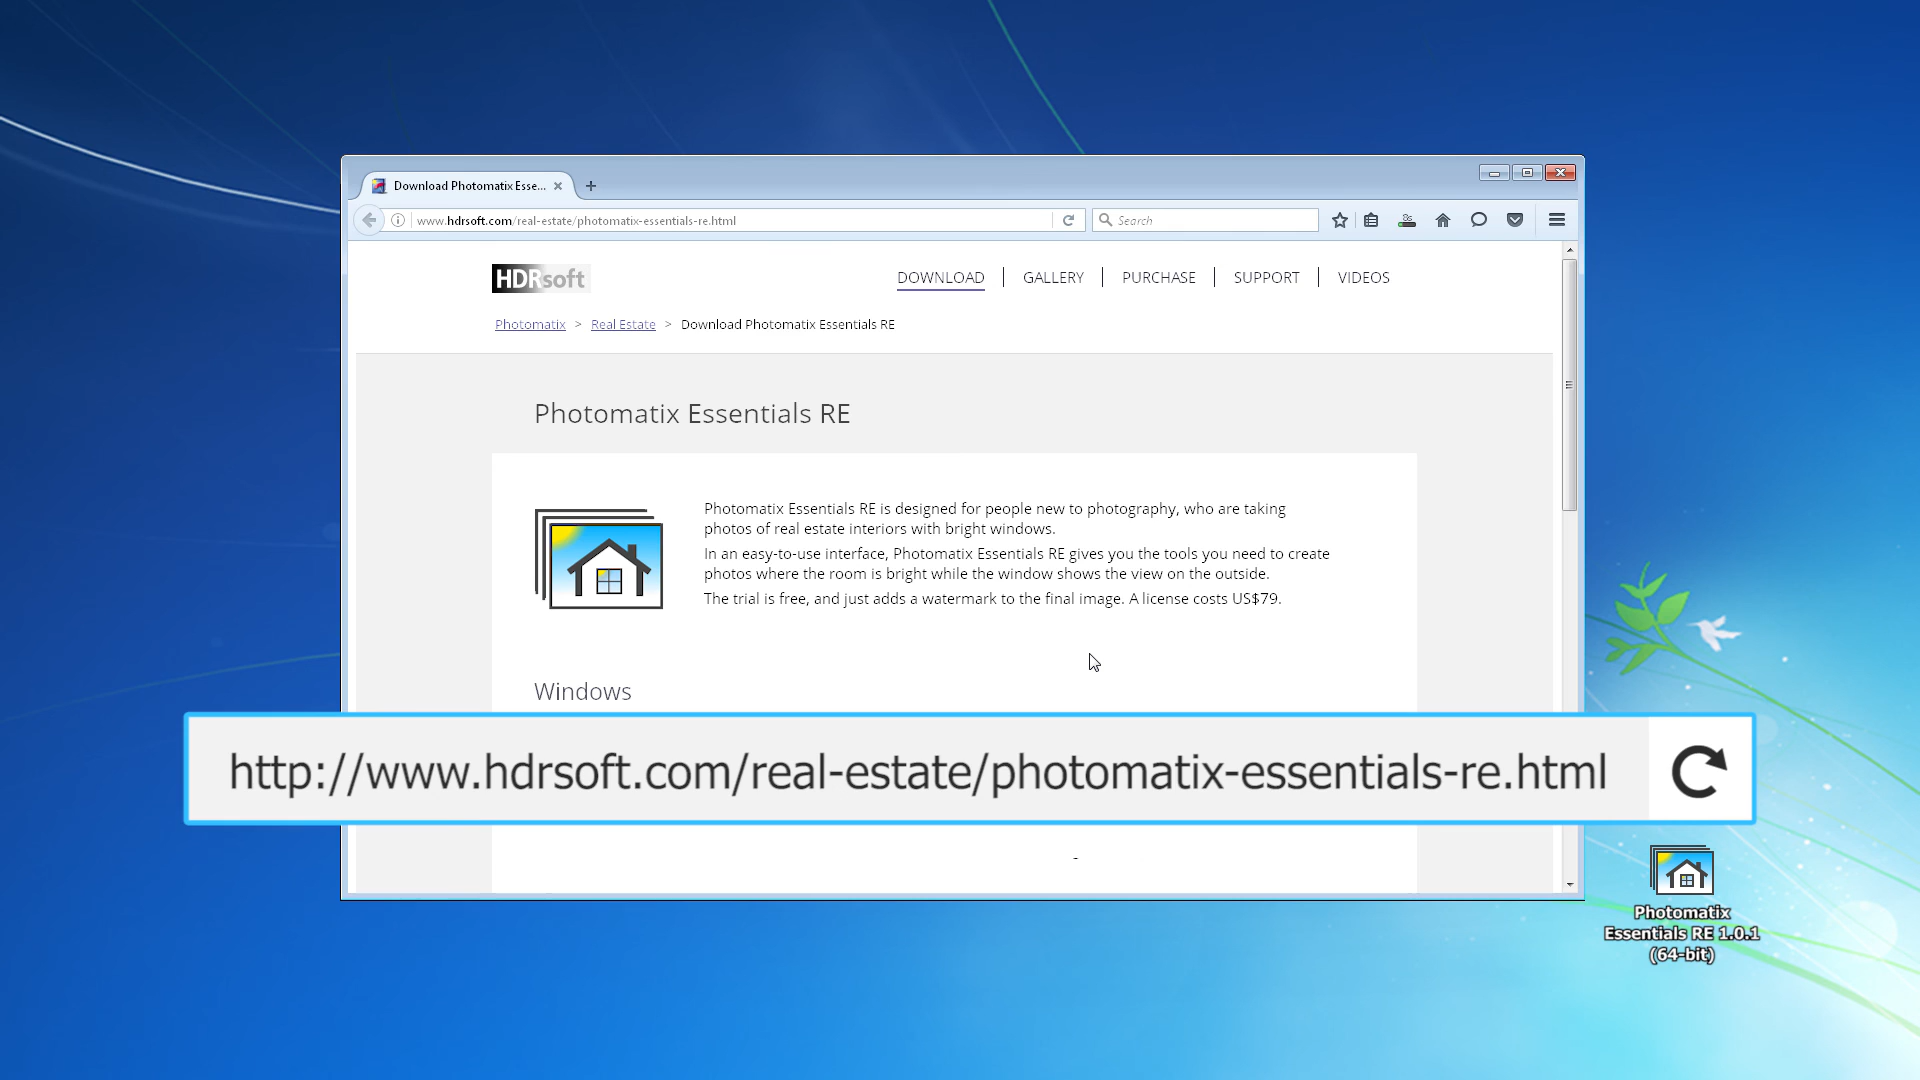 Download Photomatix Esse...
www.hdrsoft.com/real-estate/photomatix-essentials-re.html
Search
HDRsoft
DOWNLOAD
GALLERY
PURCHASE
SUPPORT
VIDEOS
Photomatix > Real Estate > Download Photomatix Essentials RE
Photomatix Essentials RE
Photomatix Essentials RE is designed for people new to photography, who are taking
photos of real estate interiors with bright windows.
In an easy-to-use interface, Photomatix Essentials RE gives you the tools you need to create
photos where the room is bright while the window shows the view on the outside.
The trial is free, and just adds a watermark to the final image. A license costs US$79.
Windows
http://www.hdrsoft.com/real-estate/photomatix-essentials-re.html
-
Photomatix
Essentials RE 1.0.1
(64-bit)